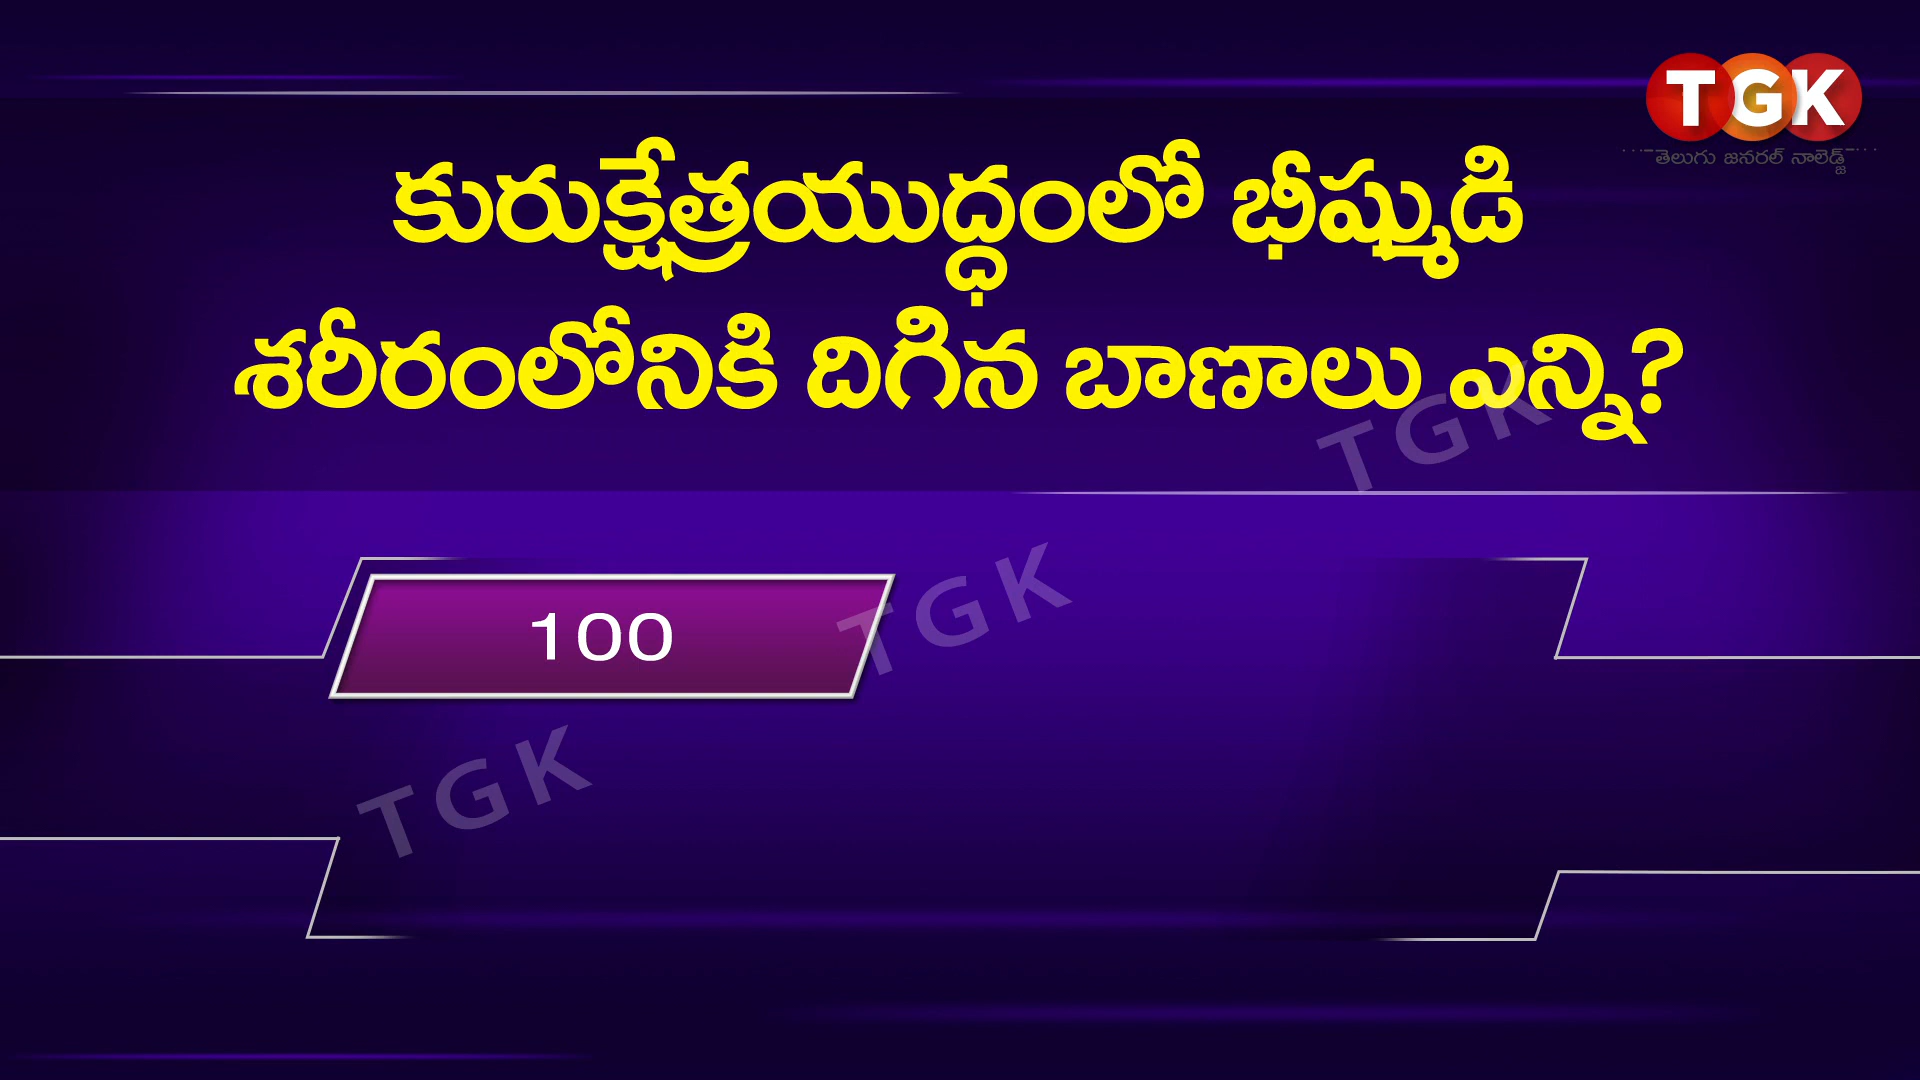 TGK
తెలుగు జనరల్ నాలెడ్జ్
కురుక్షేత్రయుద్ధంలో భీష్ముడి
శరీరంలోనికి దిగిన బాణాలు ఎన్ని?
TGK
100
TGK
TGK